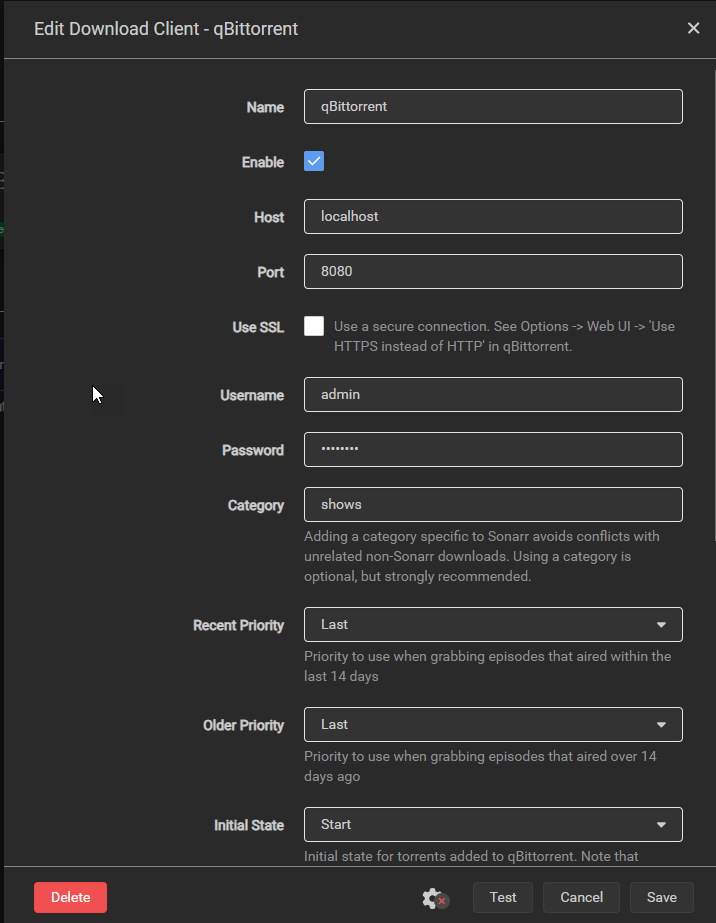 Edit Download Client - qBittorrent
Name
qBittorrent
Enable
Host
localhost
Port
8080
Use SSL
Use a secure connection. See Options -> Web UI -> 'Use
HTTPS instead of HTTP' in qBittorrent.
Username
admin
Password
••••••••
Category
shows
Adding a category specific to Sonarr avoids conflicts with
unrelated non-Sonarr downloads. Using a category is
optional, but strongly recommended.
Recent Priority
Last
Priority to use when grabbing episodes that aired within the
last 14 days
Older Priority
Last
Priority to use when grabbing episodes that aired over 14
days ago
Initial State
Start
Initial state for torrents added to qBittorrent. Note that
Delete
Test
Cancel
Save